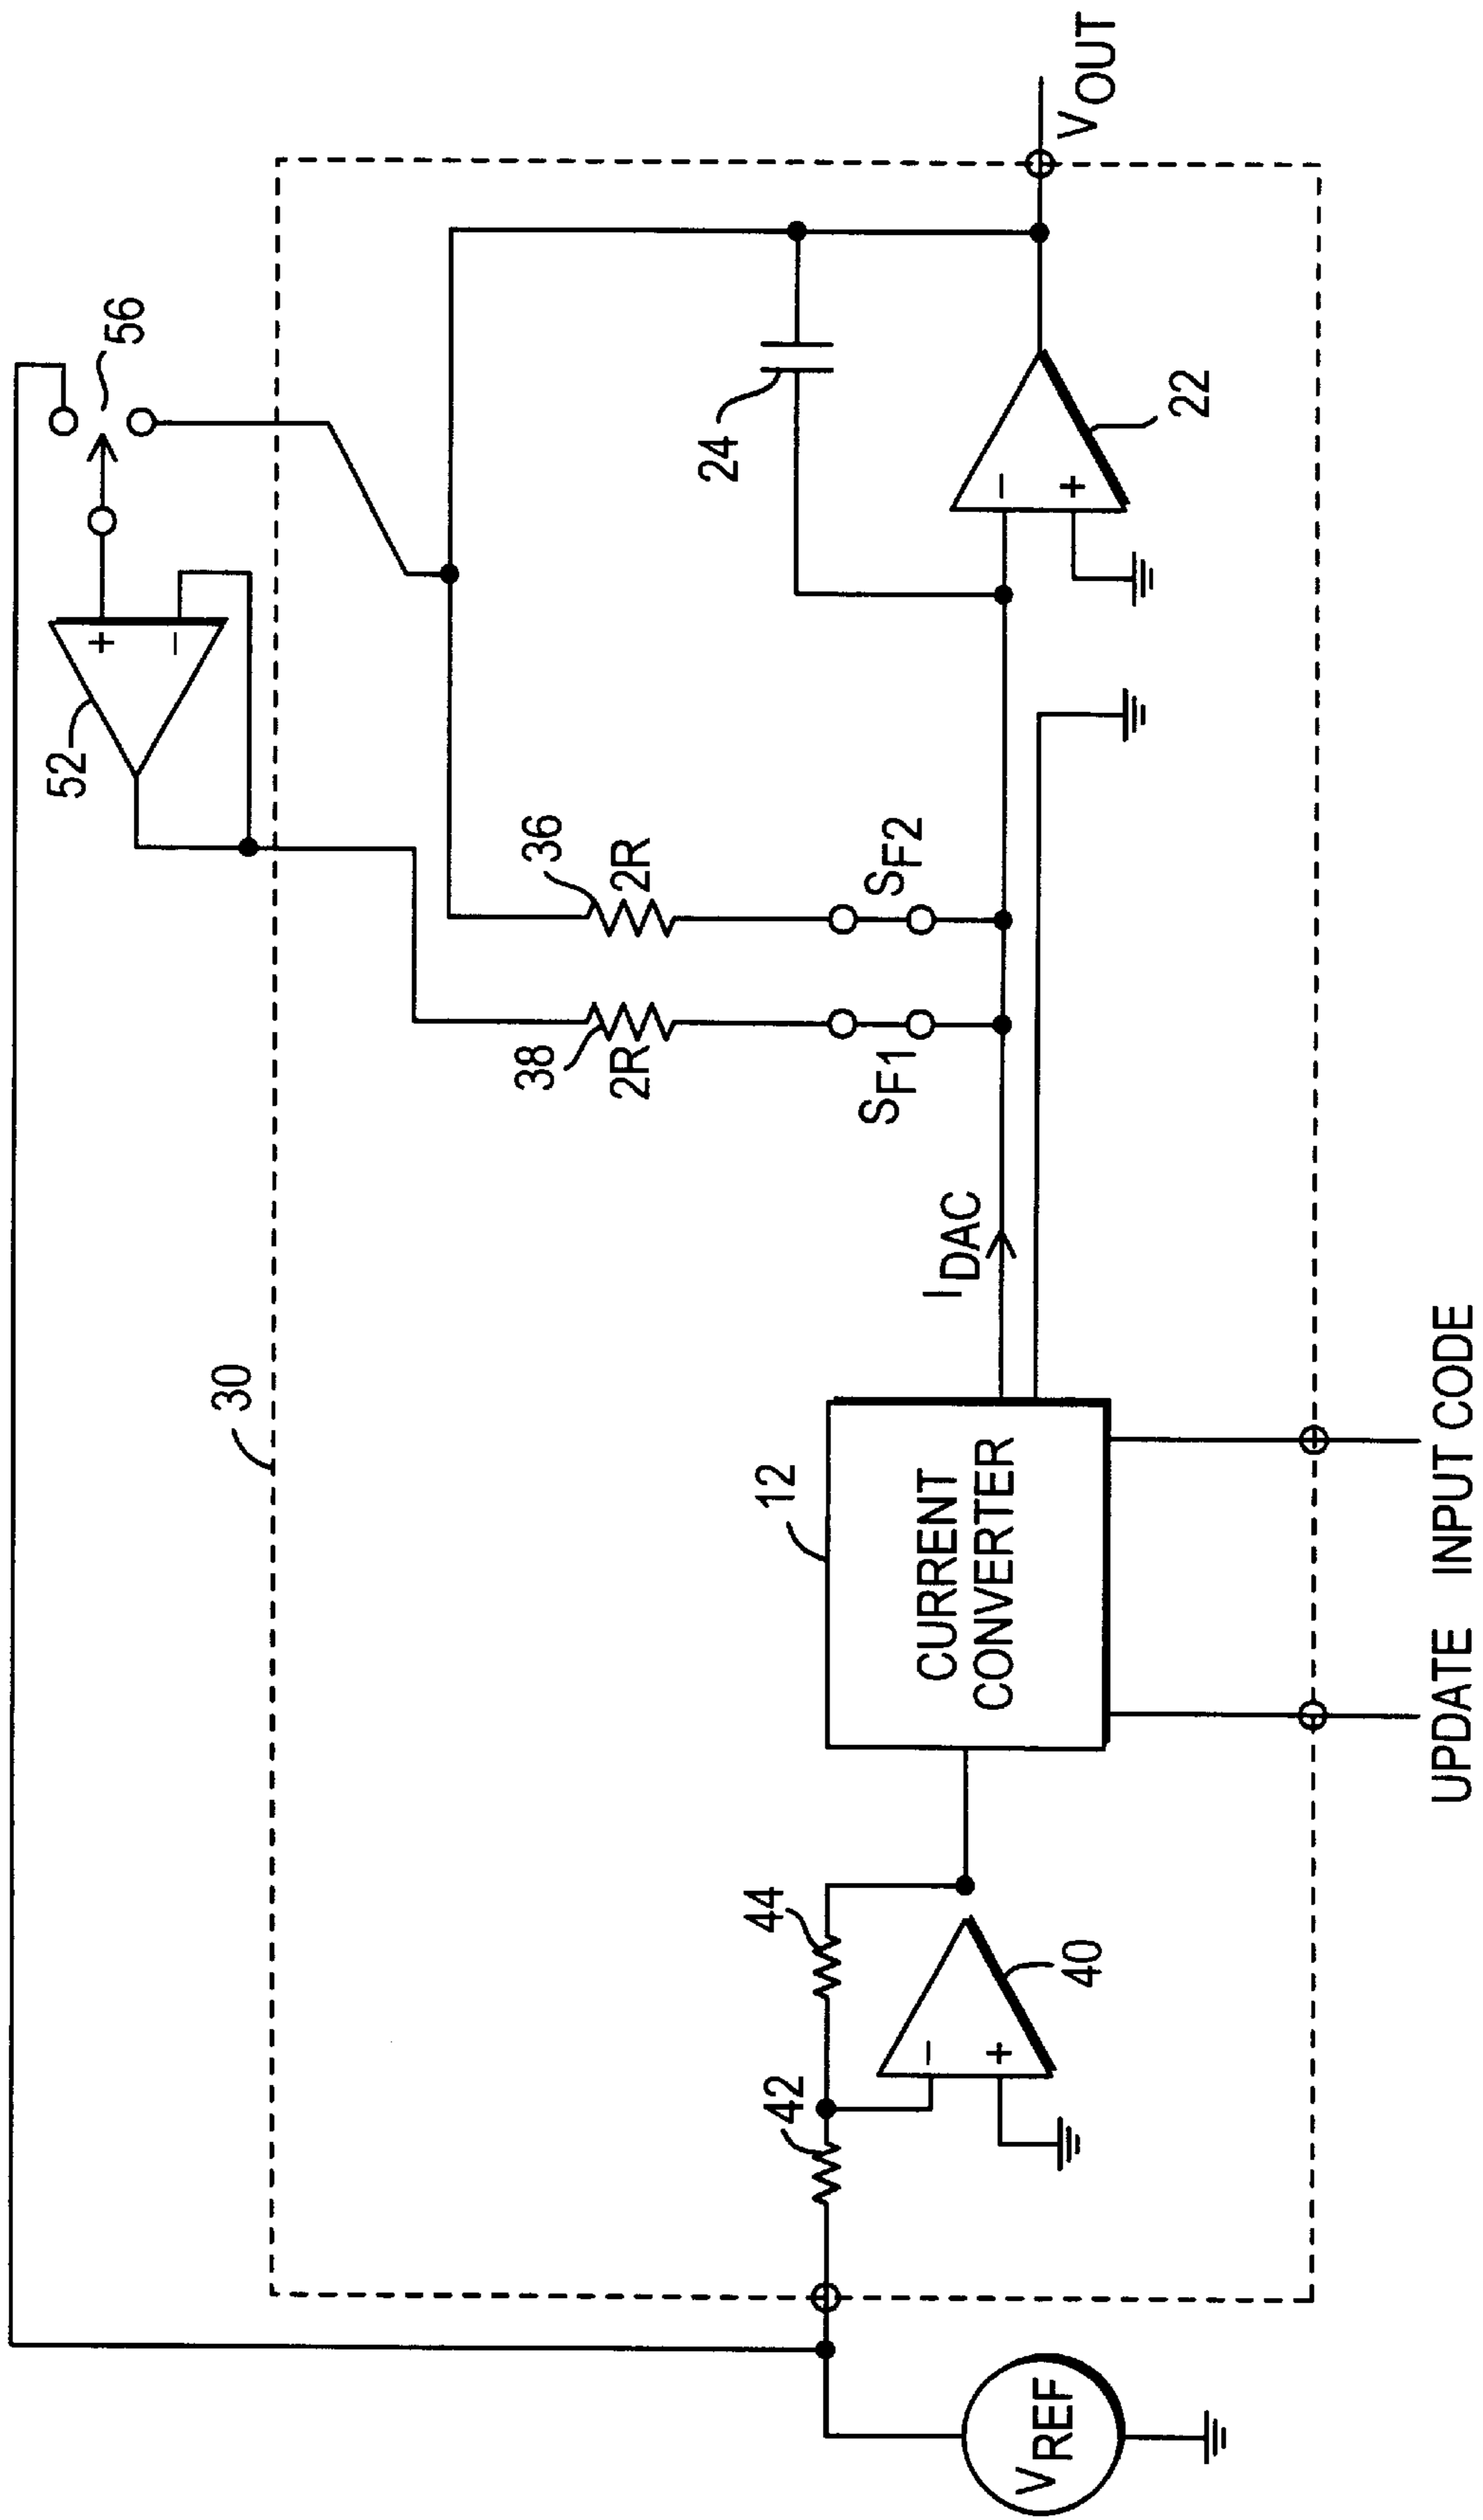 52
56
30
38
2R
36
2R
24
SF1
SF2
12
CURRENT
CONVERTER
IDAC
22
−
+
+
−
42
44
40
−
+
VREF
VOUT
UPDATE
INPUT CODE